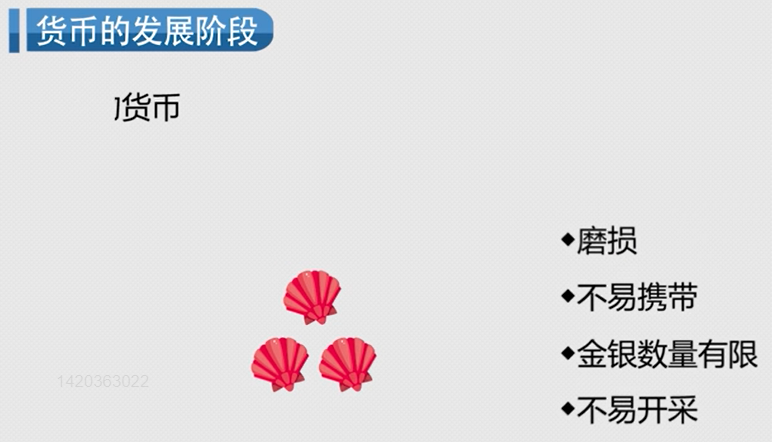 货币的发展阶段
货币
◆磨损
◆不易携带
◆金银数量有限
1420363022
◆不易开采